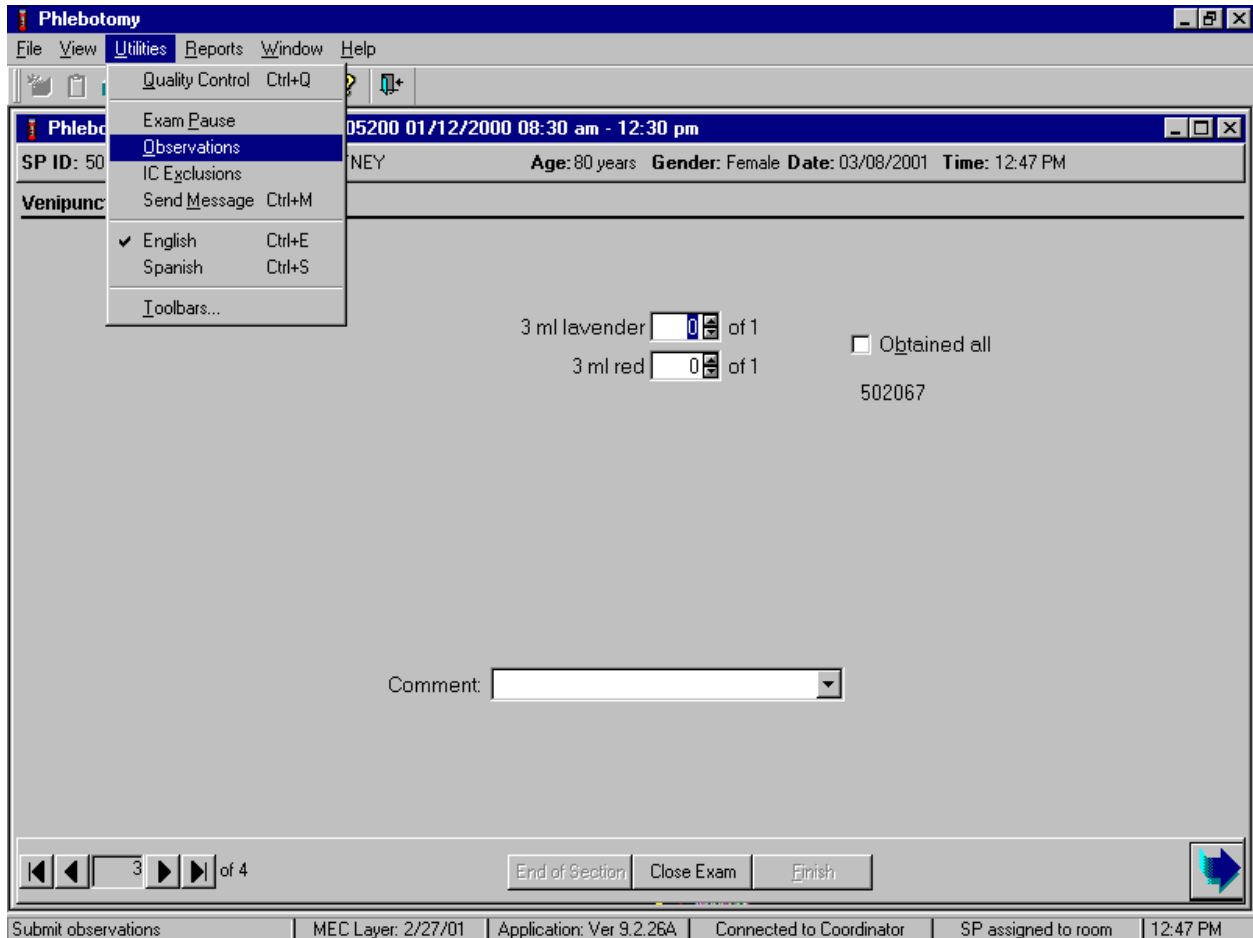 Phlebotomy
File View Utilities Reports Window Help
Quality Control Ctrl+Q
Exam Pause
Observations
IC Exclusions
Send Message Ctrl+M
✔ English Ctrl+E
Spanish Ctrl+S
Toolbars...
05200 01/12/2000 08:30 am - 12:30 pm
SP ID: 50 NEY Age: 80 years Gender: Female Date: 03/08/2001 Time: 12:47 PM
Venipunc
3 ml lavender 0 of 1
3 ml red 0 of 1
Obtained all
502067
Comment:
3 of 4 End of Section Close Exam Finish
Submit observations MEC Layer: 2/27/01 Application: Ver 9.2.26A Connected to Coordinator SP assigned to room 12:47 PM